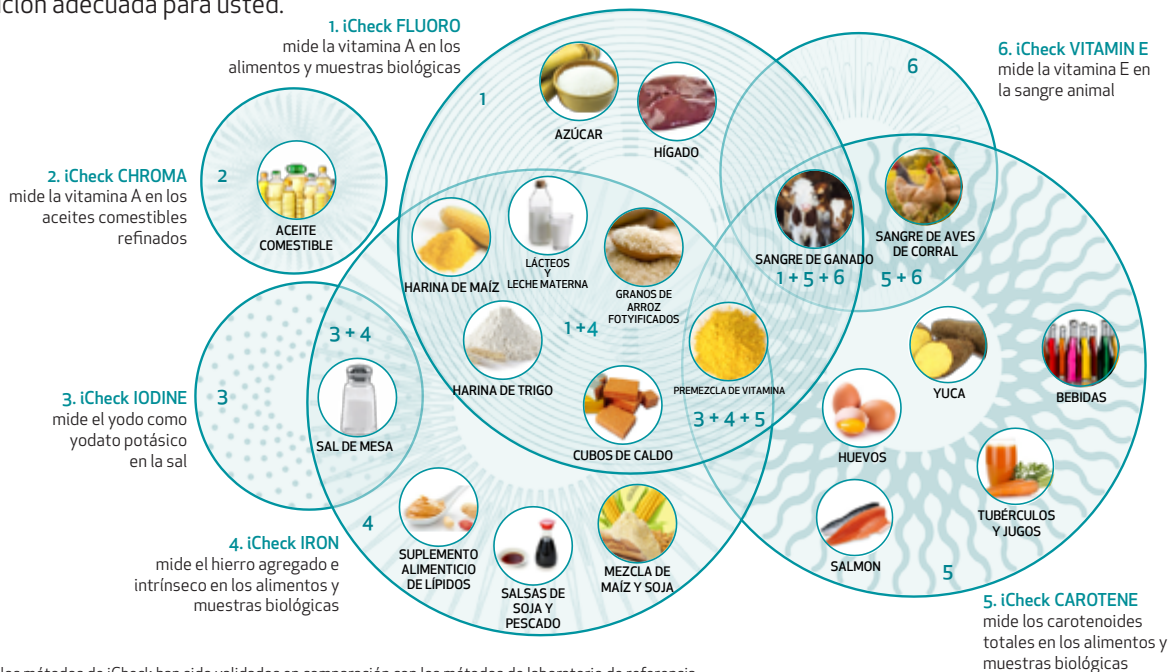 ción adecuada para usted.
1. iCheck FLUORO
mide la vitamina A en los
alimentos y muestras biológicas
6. iCheck VITAMIN E
mide la vitamina E en
la sangre animal
6
1
AZÚCAR
HÍGADO
2. iCheck CHROMA
mide la vitamina A en los
aceites comestibles
refinados
2
ACEITE
COMESTIBLE
HARINA DE MAÍZ
LÁCTEOS
Y
LECHE MATERNA
GRANOS DE
ARROZ
FOTYIFICADOS
SANGRE DE GANADO
1 + 5 + 6
SANGRE DE AVES
DE CORRAL
5 + 6
3 + 4
1+4
HARINA DE TRIGO
PREMEZCLA DE VITAMINA
3 + 4 + 5
YUCA
BEBIDAS
3. iCheck IODINE
mide el yodo como
yodato potásico
en la sal
3
SAL DE MESA
CUBOS DE CALDO
HUEVOS
TUBÉRCULOS
Y JUGOS
SALMON
5
4. iCheck IRON
mide el hierro agregado e
intrínseco en los alimentos y
muestras biológicas
4
SUPLEMENTO
ALIMENTICIO
DE LÍPIDOS
SALSAS DE
SOJA Y
PESCADO
MEZCLA DE
MAÍZ Y SOJA
5. iCheck CAROTENE
mide los carotenoides
totales en los alimentos y
muestras biológicas